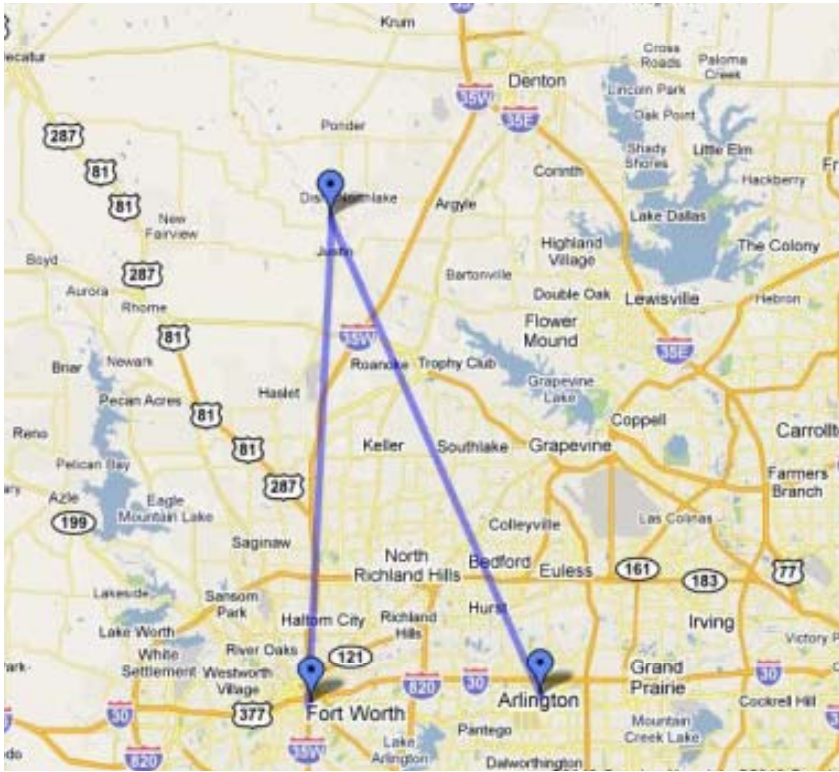 Krum
Cross
Roads
Paloma
Creek
ecatur
Denton
Lincoln Park
35W
35E
Oak Point
Ponder
287
Shady
Shores
Little Elm
81
Corinth
Hackberry
Fr
81
Northlake
Argyle
Lake Dallas
New
Fairview
Justin
Highland
Village
The Colony
Boyd
287
Bartonville
Aurora
Rhome
Double Oak
Lewisville
Hebron
81
35W
Flower
Mound
35E
Briar
Newark
Roanoke
Trophy Club
Grapevine
Lake
Pecan Acres
Haslet
81
Coppell
Reno
81
Keller
Southlake
Grapevine
Carrollt
Pelican Bay
287
Farmers
Branch
Azle
Eagle
Mountain Lake
199
Colleyville
Las Colinas
Saginaw
North
Richland Hills
Bedford
Euless
161
183
77
Lakeside
Sansom
Park
Hurst
Lake Worth
Haltom City
Richland
Hills
Irving
White
Settlement
River Oaks
121
Victory P
Park-
Westworth
Village
820
30
Arlington
Grand
Prairie
30
30
377
Fort Worth
Cockrell Hill
35W
Pantego
Mountain
Creek Lake
820
Lake
Arlington
Dalworthington